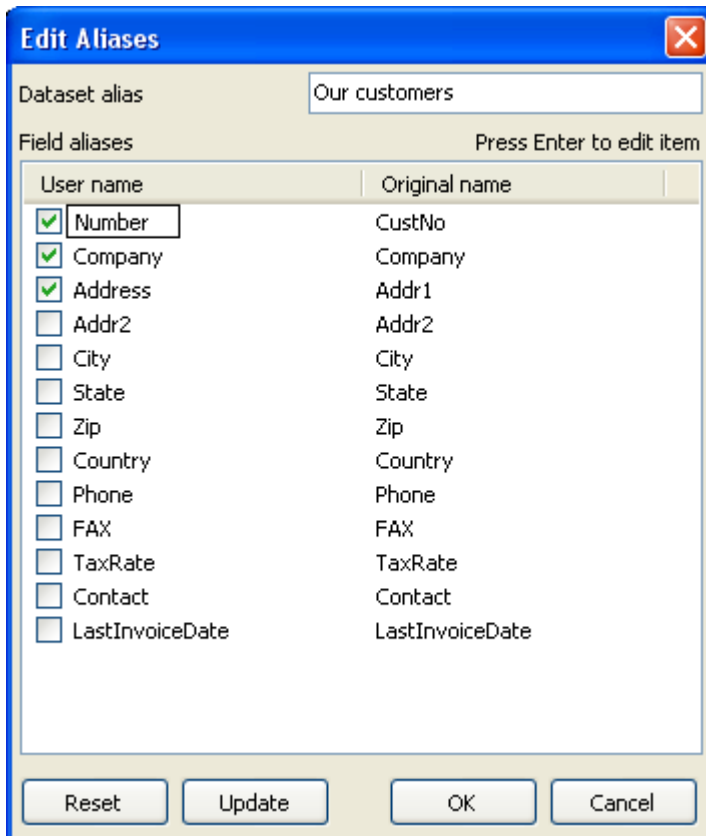 Edit Aliases
Dataset alias Our customers
Field aliases Press Enter to edit item
User name Original name
Number CustNo
Company Company
Address Addr1
Addr2 Addr2
City City
State State
Zip Zip
Country Country
Phone Phone
FAX FAX
TaxRate TaxRate
Contact Contact
LastInvoiceDate LastInvoiceDate
Reset Update OK Cancel